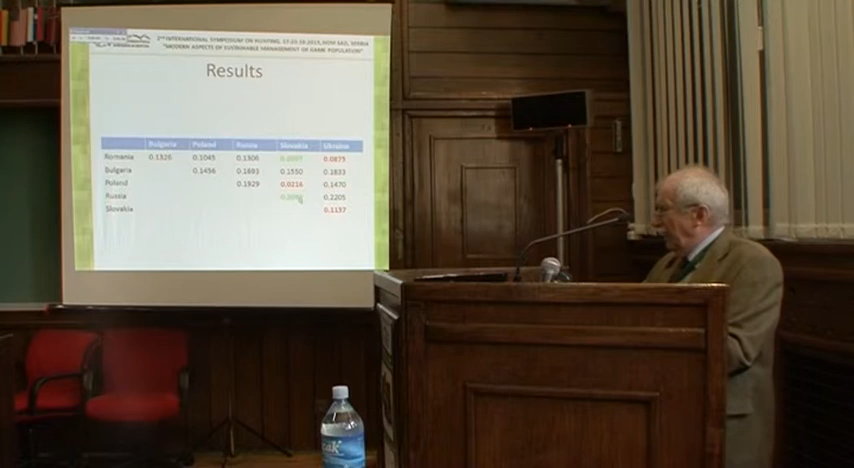 2ND INTERNATIONAL SYMPOSIUM ON HUNTING, 17-20.10.2013, NOVI SAD, SERBIA
"MODERN ASPECTS OF SUSTAINABLE MANAGEMENT OF GAME POPULATION"
Results
Bulgaria Poland Russia Slovakia Ukraine
Romania 0.1326 0.1045 0.1306 0.0875
Bulgaria 0.1456 0.1693 0.1550 0.1833
Poland 0.1929 0.0216 0.1470
Russia 0.2205
Slovakia 0.1137